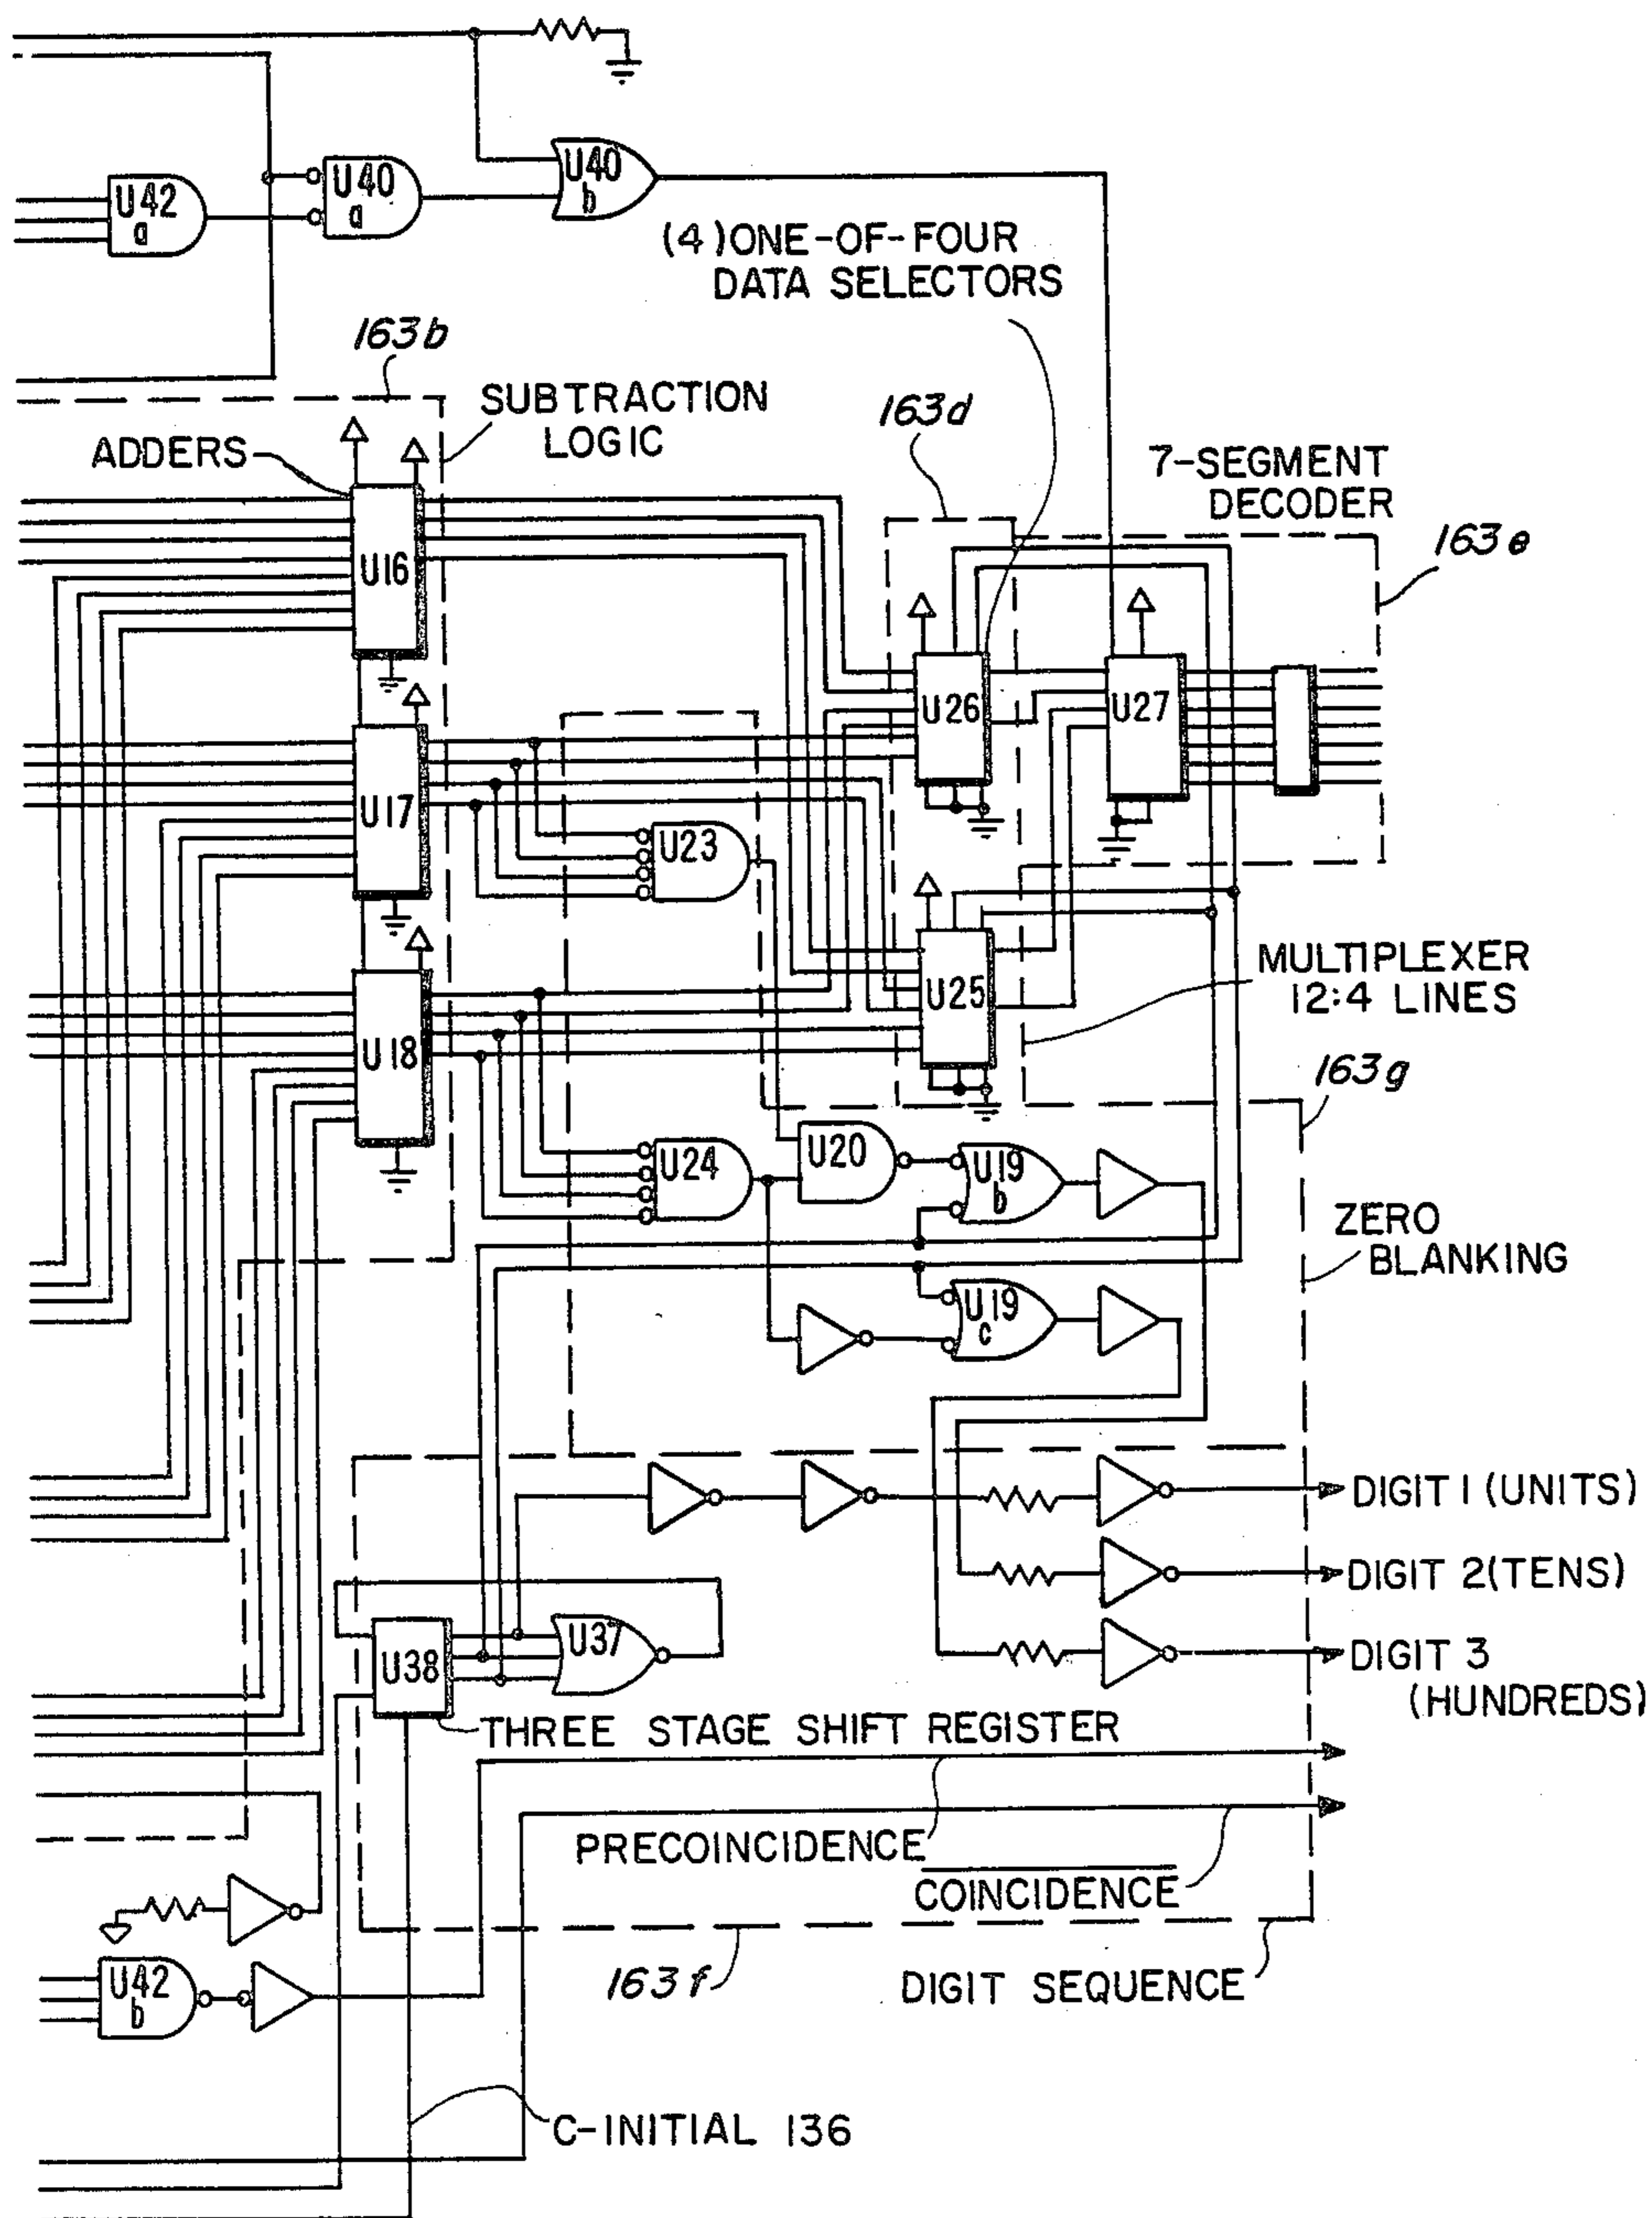 U40
b
U42
a
U40
a
(4)ONE-OF-FOUR
DATA SELECTORS
163b
SUBTRACTION
LOGIC
163d
ADDERS
7-SEGMENT
DECODER
163e
U16
U26
U27
U17
U23
MULTIPLEXER
12:4 LINES
U25
U18
163g
U24
U20
U19
b
ZERO
BLANKING
U19
c
DIGIT 1 (UNITS)
DIGIT 2(TENS)
U38
U37
DIGIT 3
(HUNDREDS)
THREE STAGE SHIFT REGISTER
PRECOINCIDENCE
COINCIDENCE
163f
DIGIT SEQUENCE
U42
b
C-INITIAL 136